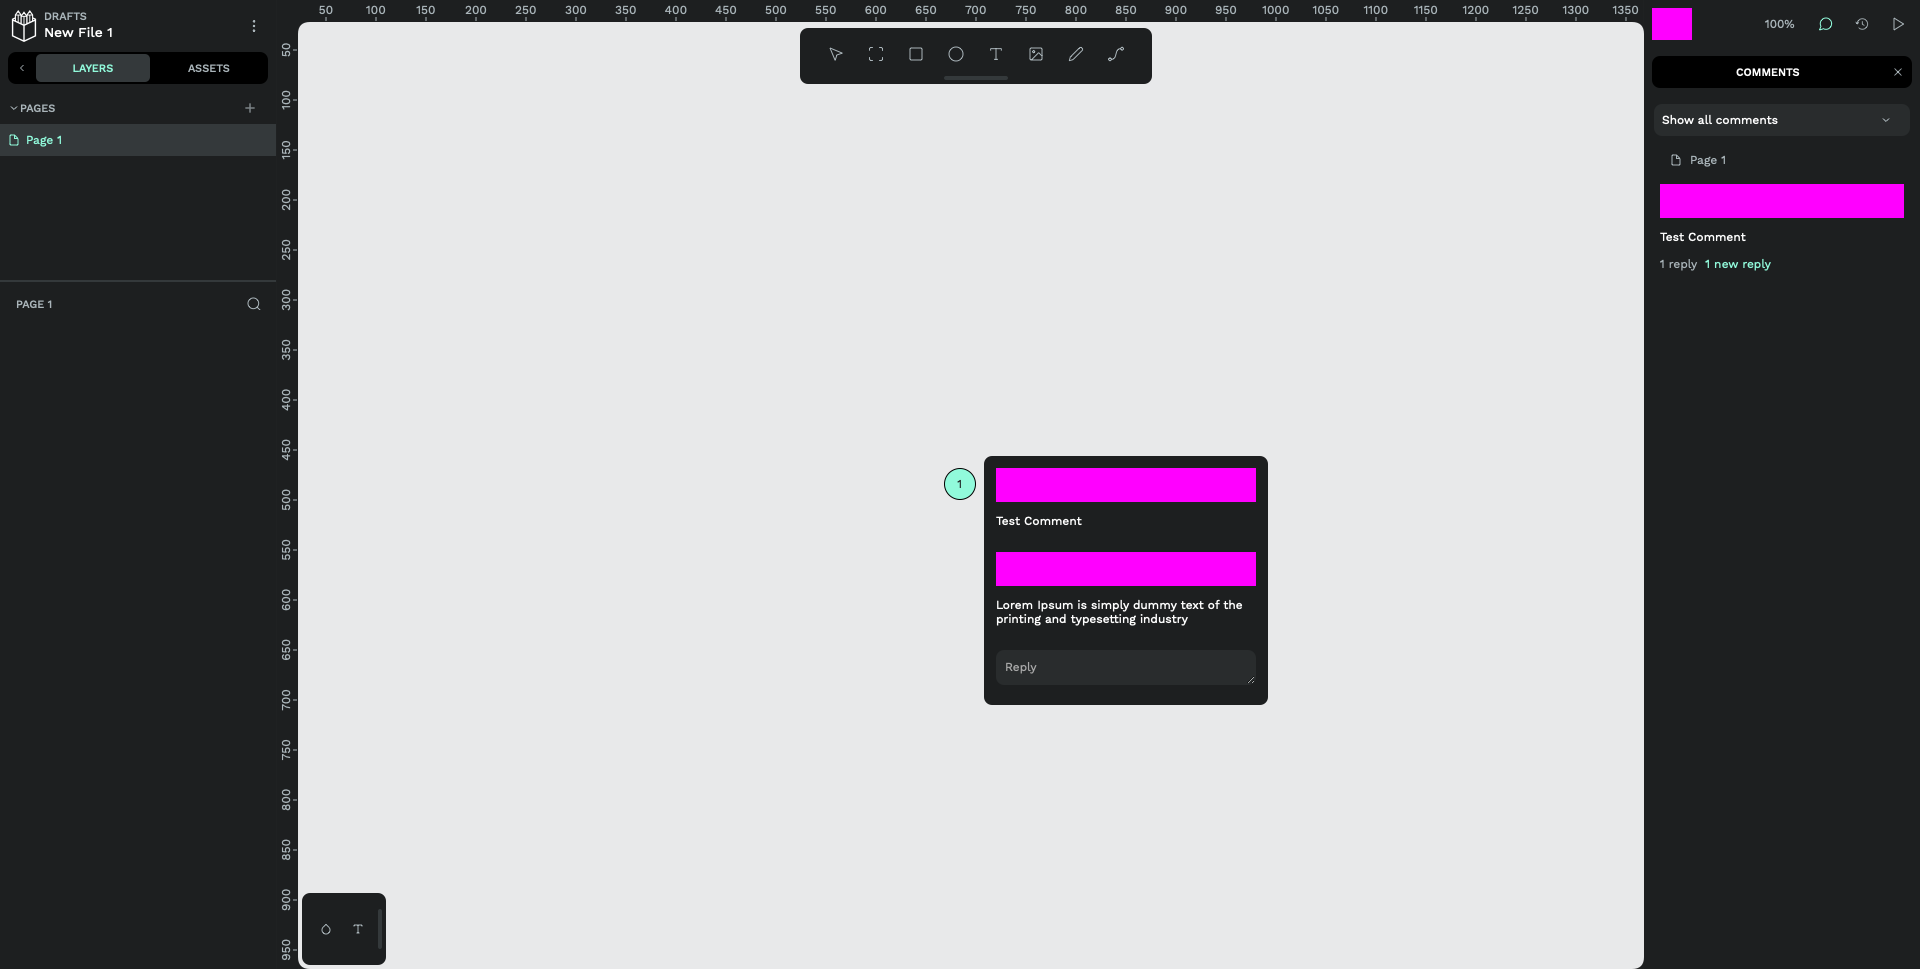 DRAFTS
New File 1
LAYERS
ASSETS
PAGES
Page 1
PAGE 1
50 100 150 200 250 300 350 400 450 500 550 600 650 700 750 800 850 900 950 1000 1050 1100 1150 1200 1250 1300 1350
50
100
150
200
250
300
350
400
450
500
550
600
650
700
750
800
850
900
950
1
Test Comment
Lorem Ipsum is simply dummy text of the
printing and typesetting industry
Reply
100%
COMMENTS
Show all comments
Page 1
Test Comment
1 reply 1 new reply